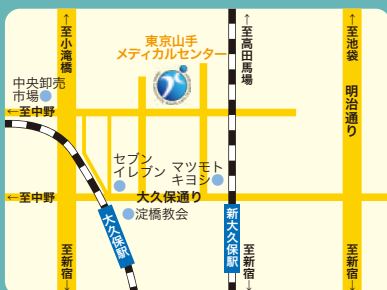 ↑至小滝橋
東京山手
メディカルセンター
↑至高田馬場
↑至池袋
明治通り
中央卸売
市場
←至中野
セブン
イレブン
マツモト
キヨシ
←至中野
大久保通り
淀橋教会
大久保駅
新大久保駅
至新宿↓
至新宿↓
至新宿↓